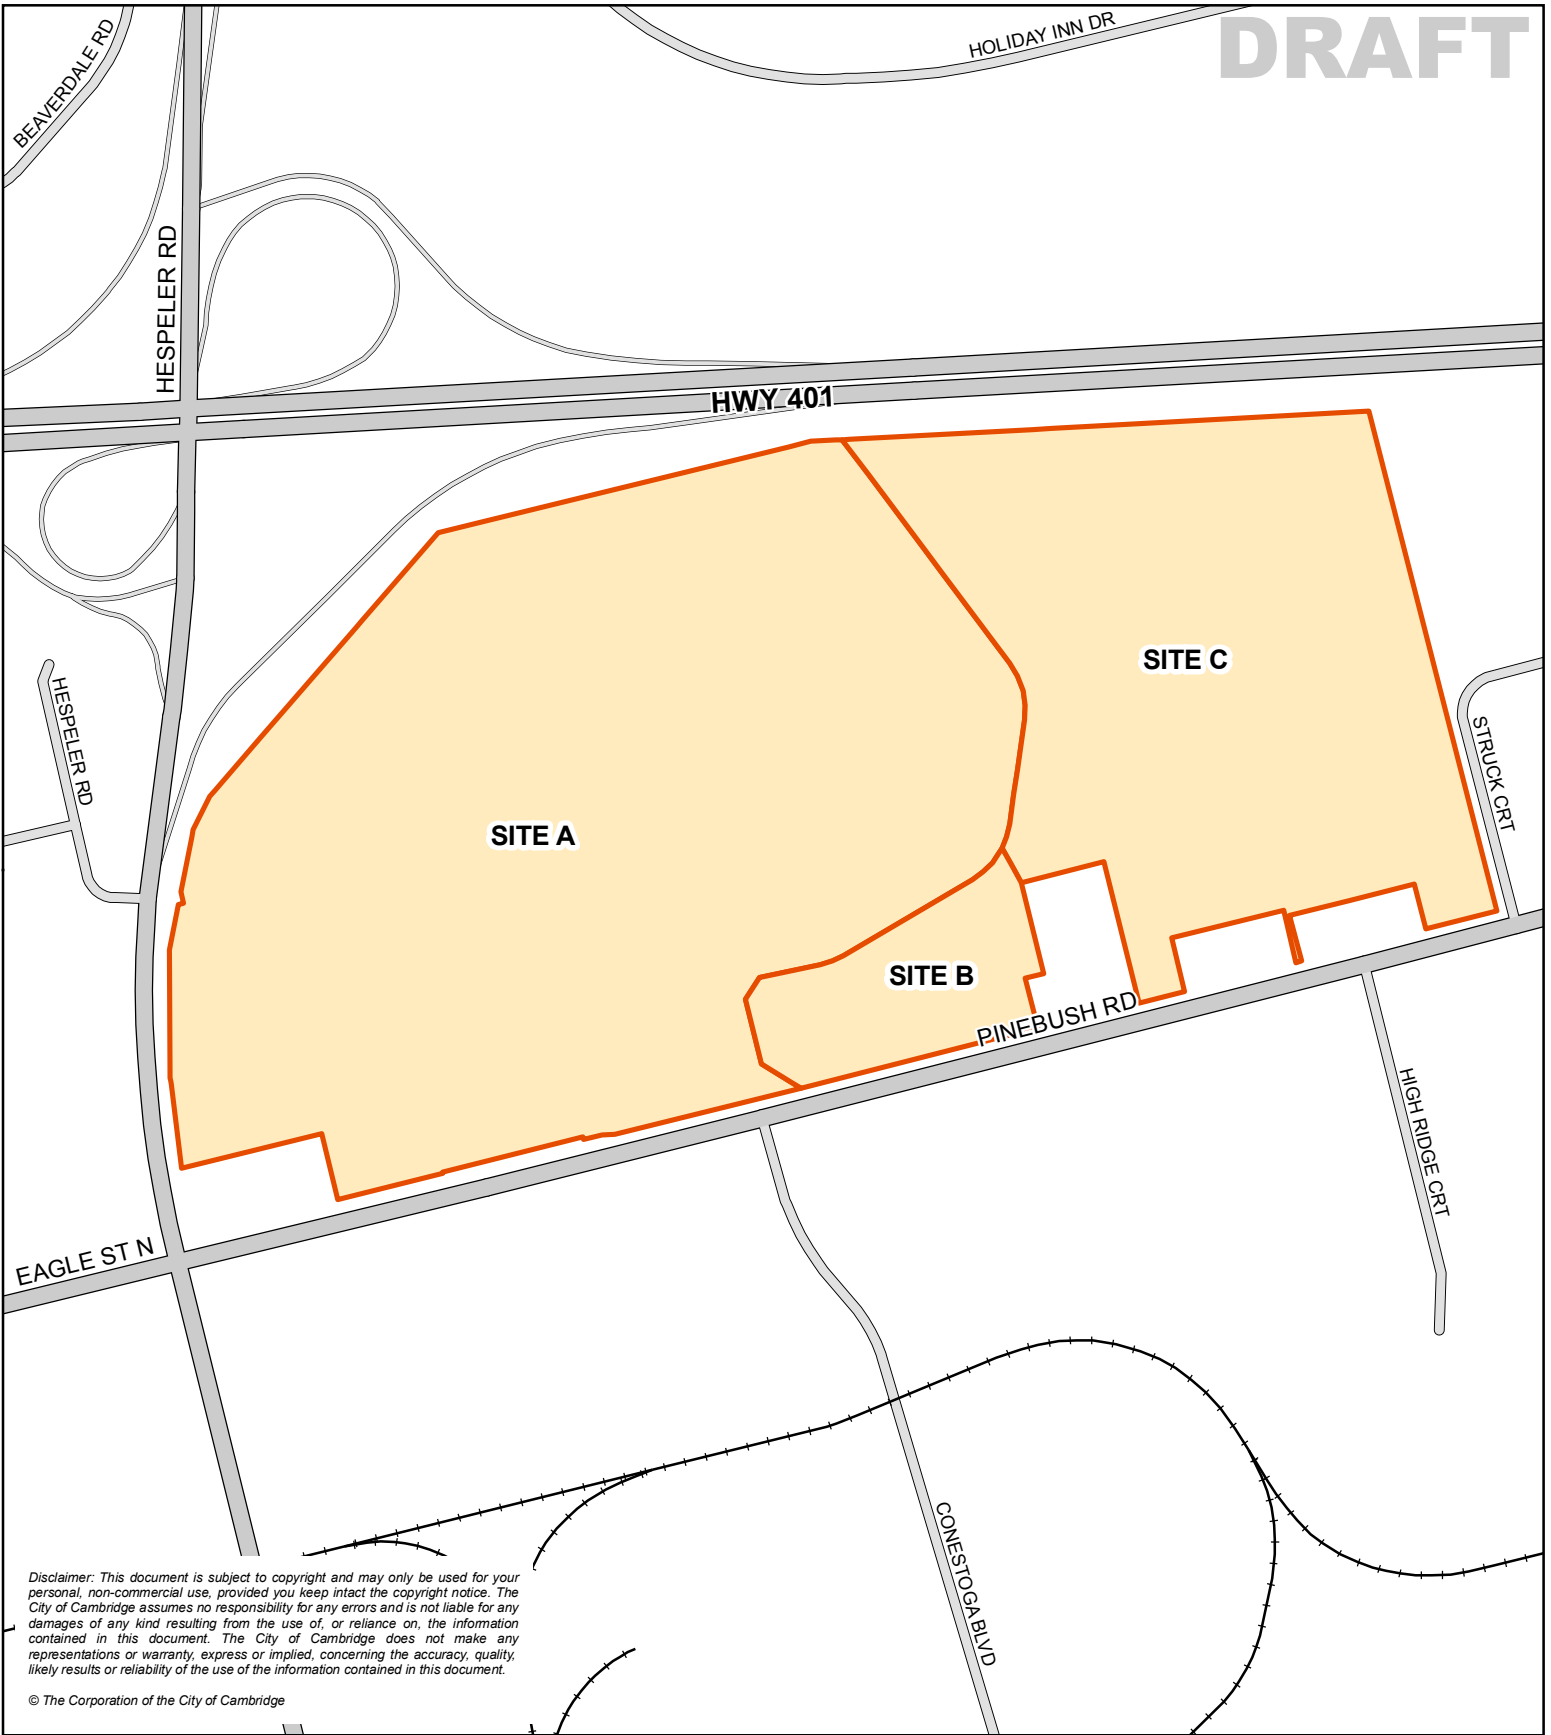 DRAFT
HOLIDAY INN DR
BEAVERDALE RD
HESPELER RD
HWY 401
SITE C
HESPELER RD
STRUCK CRT
SITE A
SITE B
PINEBUSH RD
HIGH RIDGE CRT
EAGLE ST N
CONESTOGA BLVD
Disclaimer: This document is subject to copyright and may only be used for your
personal, non-commercial use, provided you keep intact the copyright notice. The
City of Cambridge assumes no responsibility for any errors and is not liable for any
damages of any kind resulting from the use of, or reliance on, the information
contained in this document. The City of Cambridge does not make any
representations or warranty, express or implied, concerning the accuracy, quality,
likely results or reliability of the use of the information contained in this document.
© The Corporation of the City of Cambridge